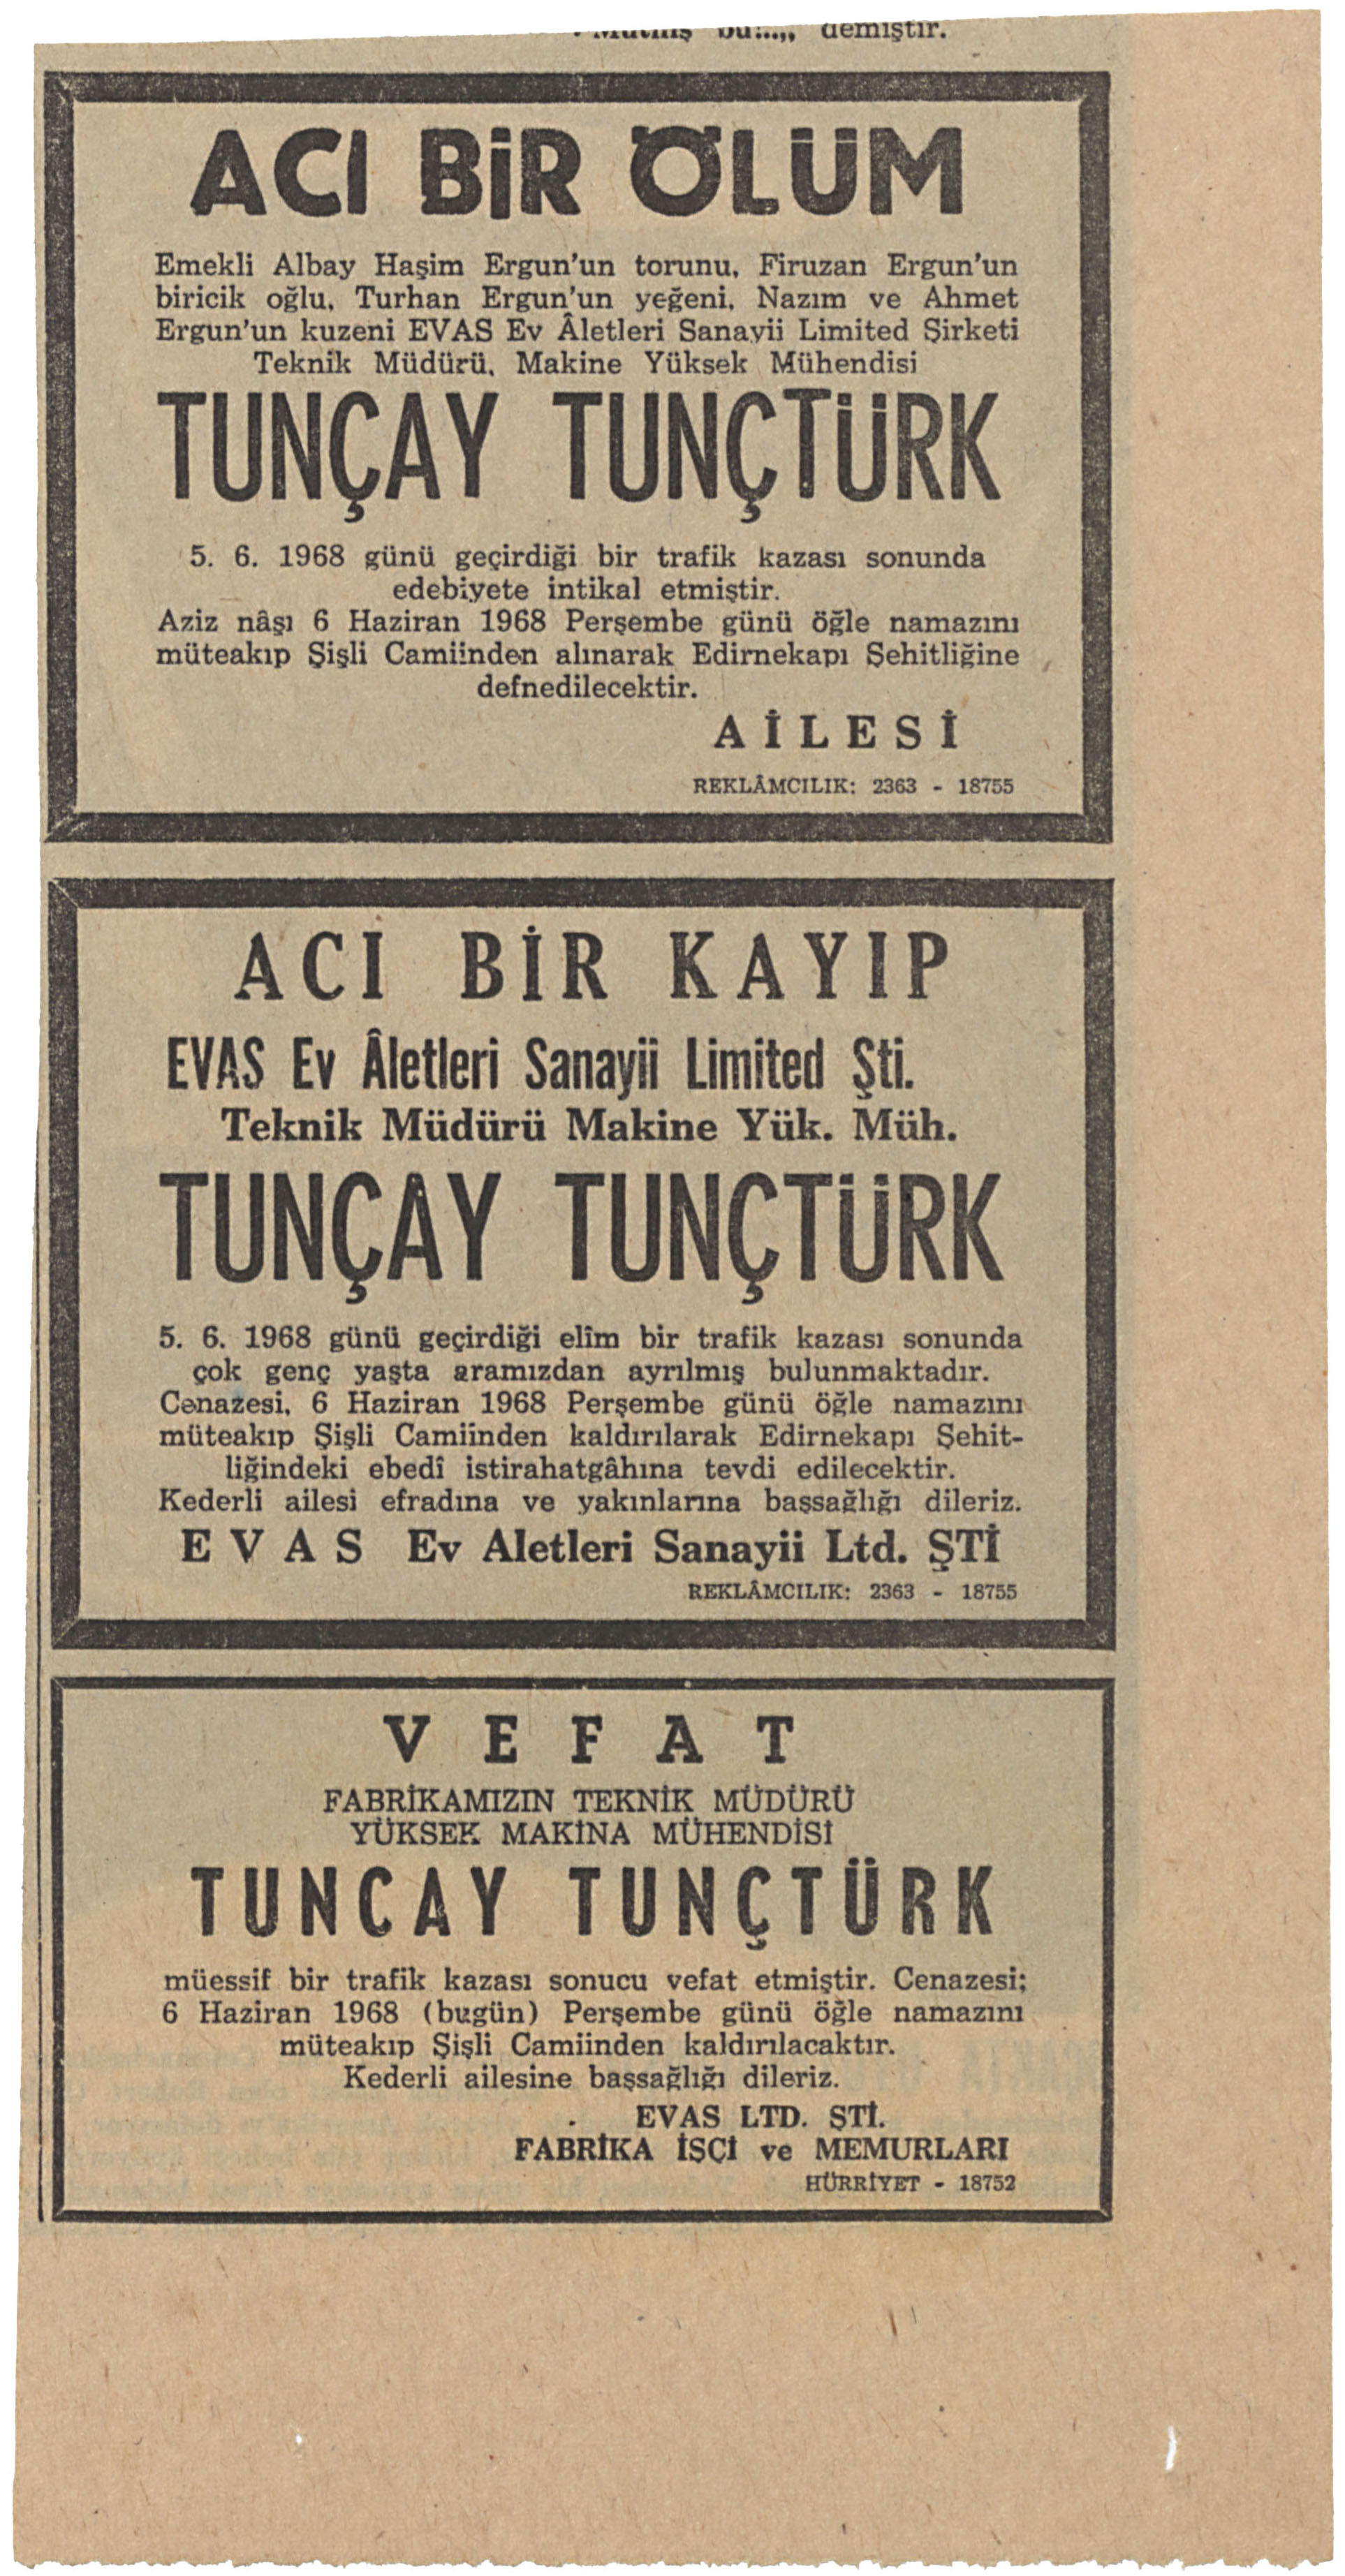 demiştir.
ACI BİR ÖLÜM
Emekli Albay Haşim Ergun'un torunu, Firuzan Ergun'un
biricik oğlu, Turhan Ergun'un yeğeni, Nazım ve Ahmet
Ergun'un kuzeni EVAS Ev Âletleri Sanayii Limited Şirketi
Teknik Müdürü, Makine Yüksek Mühendisi
TUNÇAY TUNÇTÜRK
5. 6. 1968 günü geçirdiği bir trafik kazası sonunda
edebiyete intikal etmiştir.
Aziz nâşı 6 Haziran 1968 Perşembe günü öğle namazını
müteakıp Şişli Camiinden alınarak Edirnekapı Şehitliğine
defnedilecektir.
AİLESİ
REKLÂMCILIK: 2363 - 18755
ACI BİR KAYIP
EVAS Ev Âletleri Sanayii Limited Şti.
Teknik Müdürü Makine Yük. Müh.
TUNÇAY TUNÇTÜRK
5. 6. 1968 günü geçirdiği elîm bir trafik kazası sonunda
çok genç yaşta aramızdan ayrılmış bulunmaktadır.
Cenazesi, 6 Haziran 1968 Perşembe günü öğle namazını
müteakıp Şişli Camiinden kaldırılarak Edirnekapı Şehit-
liğindeki ebedî istirahatgâhına tevdi edilecektir.
Kederli ailesi efradına ve yakınlarına başsağlığı dileriz.
EVAS Ev Aletleri Sanayii Ltd. ŞTİ
REKLÂMCILIK: 2363 - 18755
VEFAT
FABRİKAMIZIN TEKNİK MÜDÜRÜ
YÜKSEK MAKİNA MÜHENDİSİ
TUNCAY TUNÇTÜRK
müessif bir trafik kazası sonucu vefat etmiştir. Cenazesi;
6 Haziran 1968 (bugün) Perşembe günü öğle namazını
müteakıp Şişli Camiinden kaldırılacaktır.
Kederli ailesine başsağlığı dileriz.
EVAS LTD. ŞTİ.
FABRİKA İŞÇİ ve MEMURLARI
HÜRRİYET - 18752